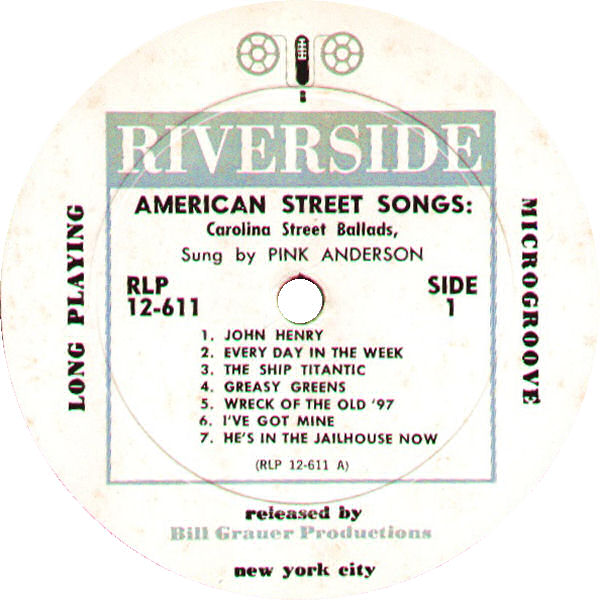 RIVERSIDE
AMERICAN STREET SONGS:
Carolina Street Ballads,
Sung by PINK ANDERSON
RLP
12-611
SIDE
1
LONG PLAYING
MICROGROOVE
1. JOHN HENRY
2. EVERY DAY IN THE WEEK
3. THE SHIP TITANTIC
4. GREASY GREENS
5. WRECK OF THE OLD '97
6. I'VE GOT MINE
7. HE'S IN THE JAILHOUSE NOW
(RLP 12-611 A)
released by
Bill Grauer Productions
new york city